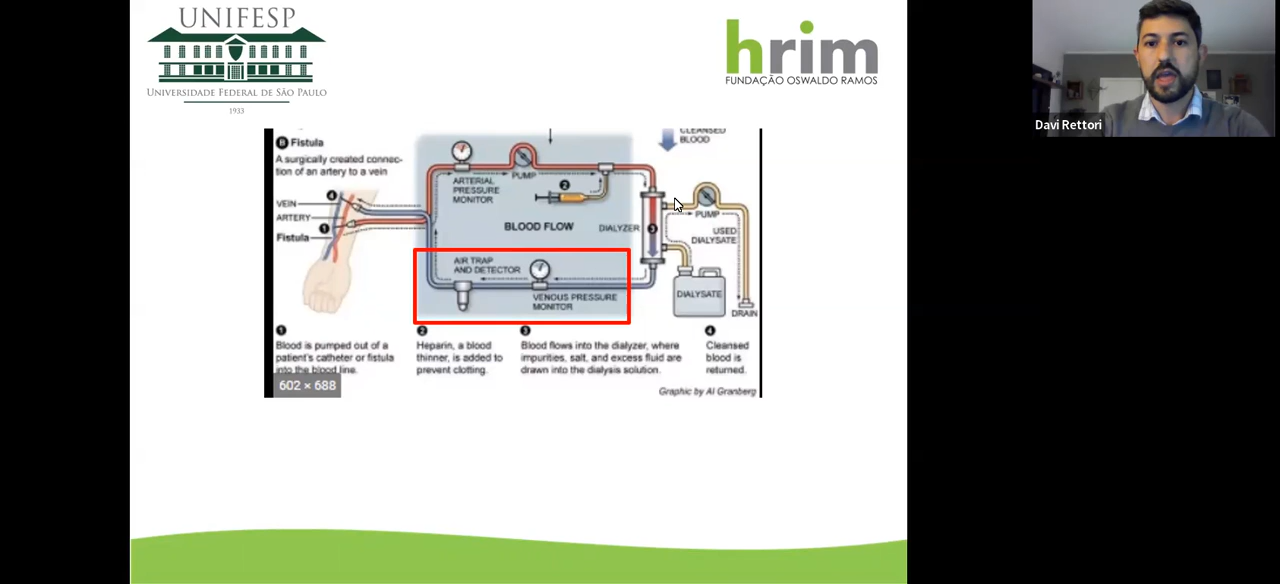 UNIFESP
UNIVERSIDADE FEDERAL DE SÃO PAULO
1933
hrim
FUNDAÇÃO OSWALDO RAMOS
Davi Rettori
B Fistula
A surgically created connec-
tion of an artery to a vein
CLEANSED
BLOOD
ARTERIAL
PRESSURE
MONITOR
PUMP
2
4
VEIN
ARTERY
1
Fistula
BLOOD FLOW
DIALYZER
3
PUMP
USED
DIALYSATE
AIR TRAP
AND DETECTOR
VENOUS PRESSURE
MONITOR
DIALYSATE
DRAIN
1
Blood is pumped out of a
patient's catheter or fistula
into the blood line.
2
Heparin, a blood
thinner, is added to
prevent clotting.
3
Blood flows into the dialyzer, where
impurities, salt, and excess fluid are
drawn into the dialysis solution.
4
Cleansed
blood is
returned.
602 × 688
Graphic by Al Granberg